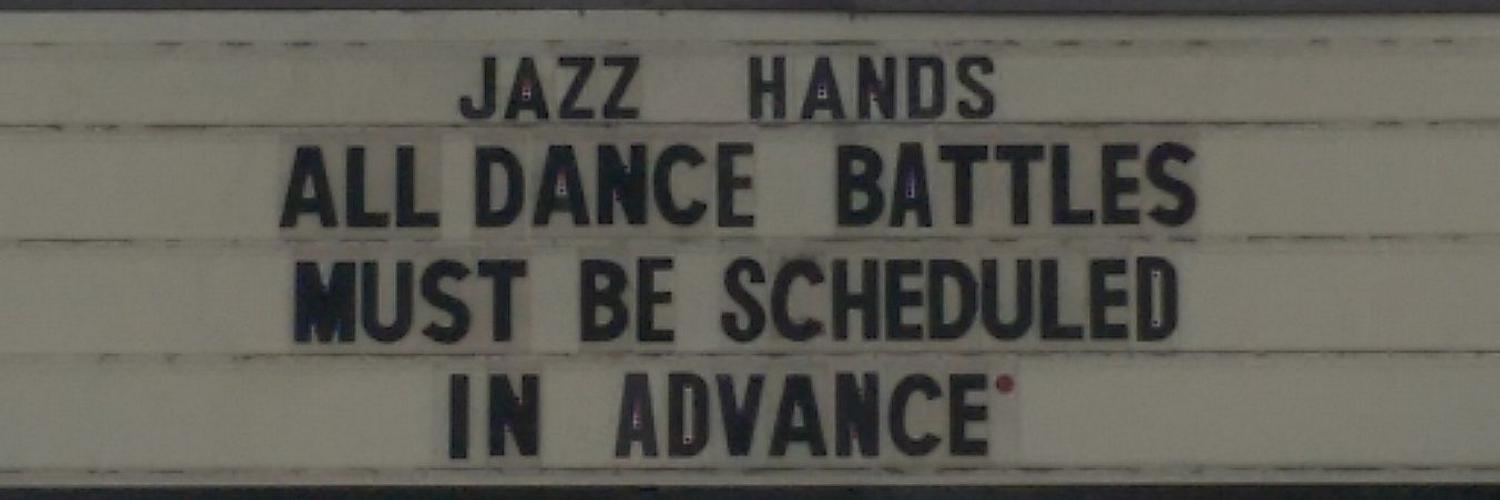 JAZZ HANDS
ALL DANCE BATTLES
MUST BE SCHEDULED
IN ADVANCE